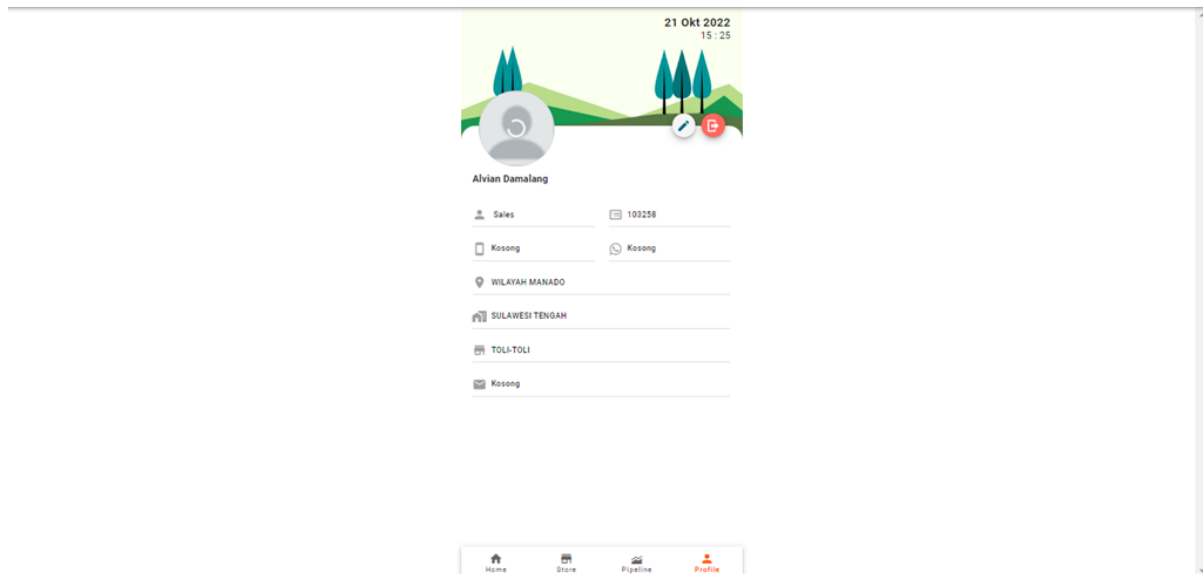 21 Okt 2022
15 : 25
Alvian Damalang
Sales
103258
Kosong
Kosong
WILAYAH MANADO
SULAWESI TENGAH
TOLI-TOLI
Kosong
Home
Store
Pipeline
Profile